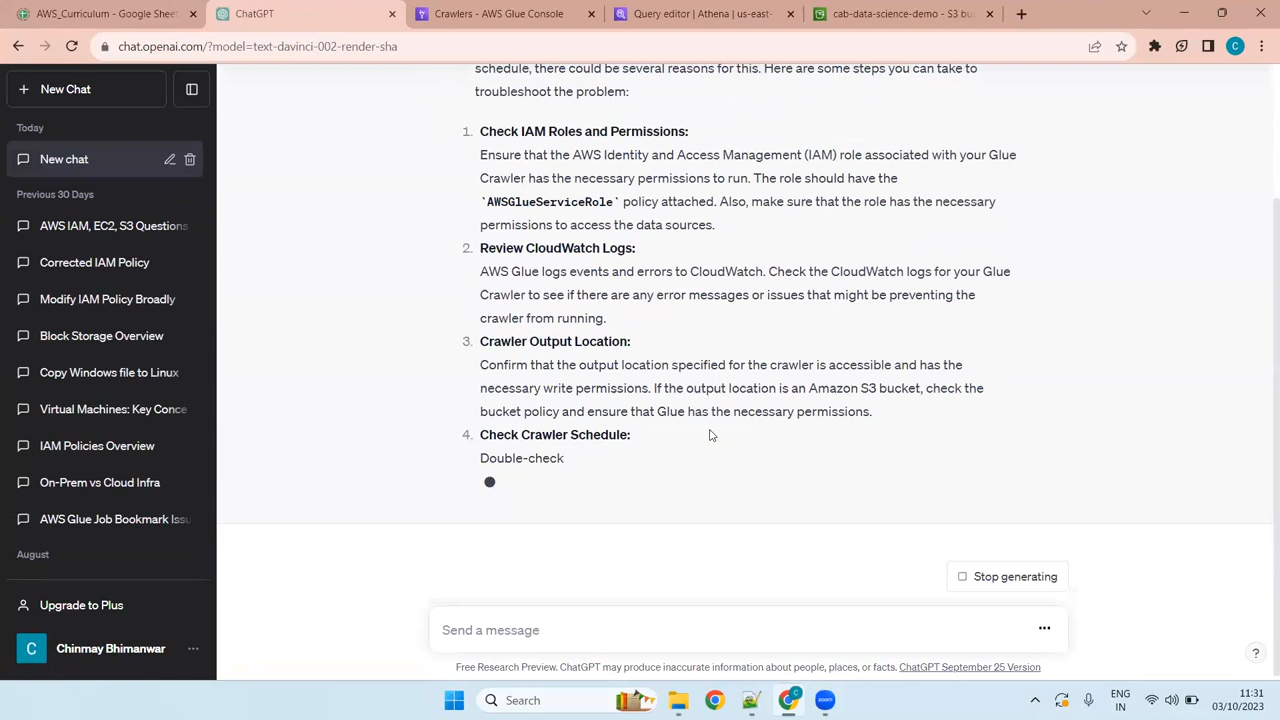 AWS - Curriculum - Google Sheet
ChatGPT
Crawlers - AWS Glue Console
Query editor | Athena | us-east-
cab-data-science-demo - S3 bu
chat.openai.com/?model=text-davinci-002-render-sha
C
New Chat
Today
New chat
Previous 30 Days
AWS IAM, EC2, S3 Questions
Corrected IAM Policy
Modify IAM Policy Broadly
Block Storage Overview
Copy Windows file to Linux
Virtual Machines: Key Conce
IAM Policies Overview
On-Prem vs Cloud Infra
AWS Glue Job Bookmark Issu
August
Upgrade to Plus
C
Chinmay Bhimanwar
schedule, there could be several reasons for this. Here are some steps you can take to
troubleshoot the problem:
1. Check IAM Roles and Permissions:
Ensure that the AWS Identity and Access Management (IAM) role associated with your Glue
Crawler has the necessary permissions to run. The role should have the
`AWSGlueServiceRole` policy attached. Also, make sure that the role has the necessary
permissions to access the data sources.
2. Review CloudWatch Logs:
AWS Glue logs events and errors to CloudWatch. Check the CloudWatch logs for your Glue
Crawler to see if there are any error messages or issues that might be preventing the
crawler from running.
3. Crawler Output Location:
Confirm that the output location specified for the crawler is accessible and has the
necessary write permissions. If the output location is an Amazon S3 bucket, check the
bucket policy and ensure that Glue has the necessary permissions.
4. Check Crawler Schedule:
Double-check
Stop generating
Send a message
Free Research Preview. ChatGPT may produce inaccurate information about people, places, or facts. ChatGPT September 25 Version
?
Search
ENG
IN
11:31
03/10/2023